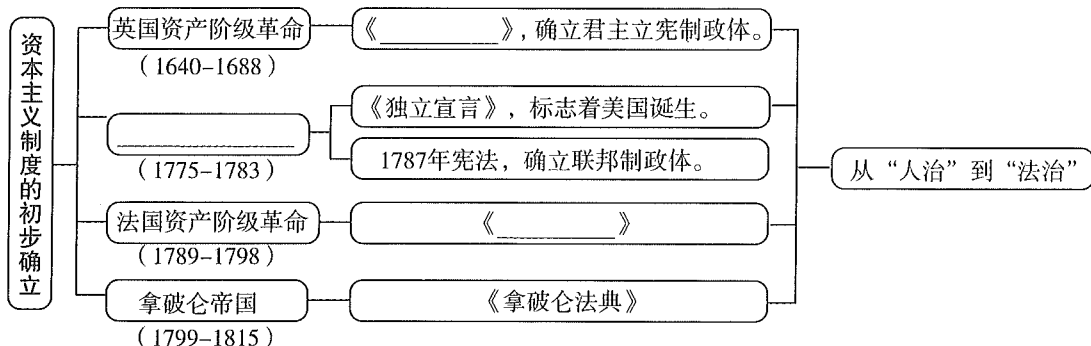 资本主义制度的初步确立
英国资产阶级革命
（1640-1688）
《__________》，确立君主立宪制政体。
_______________
（1775-1783）
《独立宣言》，标志着美国诞生。
1787年宪法，确立联邦制政体。
法国资产阶级革命
（1789-1798）
《__________》
拿破仑帝国
（1799-1815）
《拿破仑法典》
从“人治”到“法治”